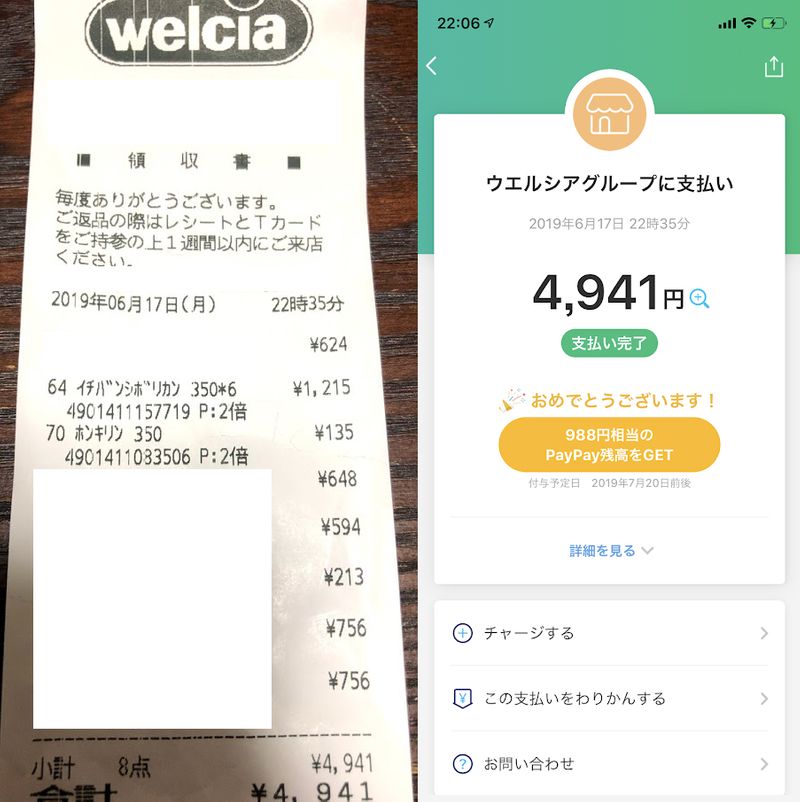 welcia
■ 領 収 書 ■
毎度ありがとうございます。
ご返品の際はレシートとTカード
をご持参の上1週間以内にご来店
ください。
2019年06月17日(月) 22時35分
¥624
64 イチバンシボリカン 350*6 ¥1,215
4901411157719 P:2倍
70 ホンキリン 350 ¥135
4901411083506 P:2倍
¥648
¥594
¥213
¥756
¥756
小計 8点 ¥4,941
合計 ¥4,941
22:06
ウエルシアグループに支払い
2019年6月17日 22時35分
4,941円
支払い完了
おめでとうございます！
988円相当の
PayPay残高をGET
付与予定日 2019年7月20日前後
詳細を見る
チャージする
この支払いをわりかんする
お問い合わせ